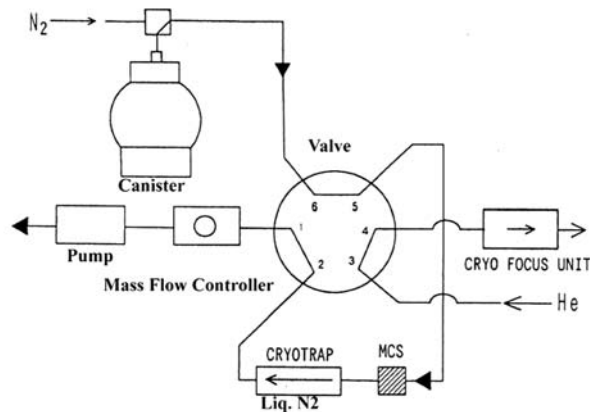 N2
Canister
Valve
6 5
1 4
2 3
Pump
Mass Flow Controller
CRYO FOCUS UNIT
He
CRYOTRAP
MCS
Liq. N2